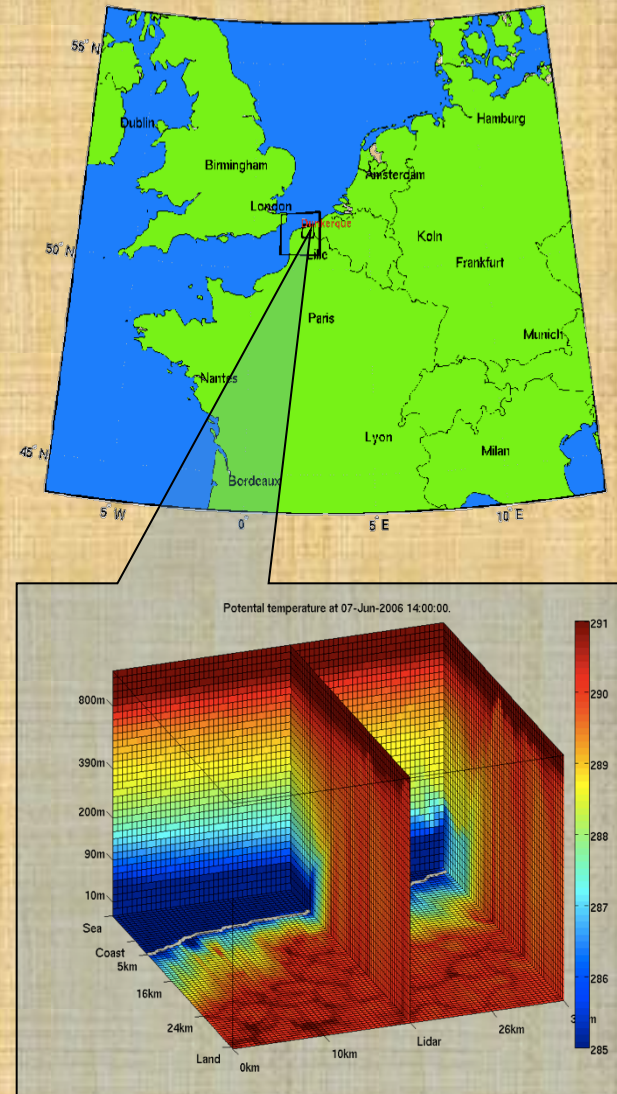 55° N
Dublin
Hamburg
Birmingham
Amsterdam
London
Koln
50° N
Lille
Frankfurt
Paris
Munich
Nantes
Lyon
Milan
45° N
Bordeaux
5° W
0°
5° E
10° E
Potental temperature at 07-Jun-2006 14:00:00.
291
800m
290
390m
289
200m
288
90m
287
10m
Sea
Coast
5km
286
16km
24km
26km
Lidar
285
Land
10km
0km